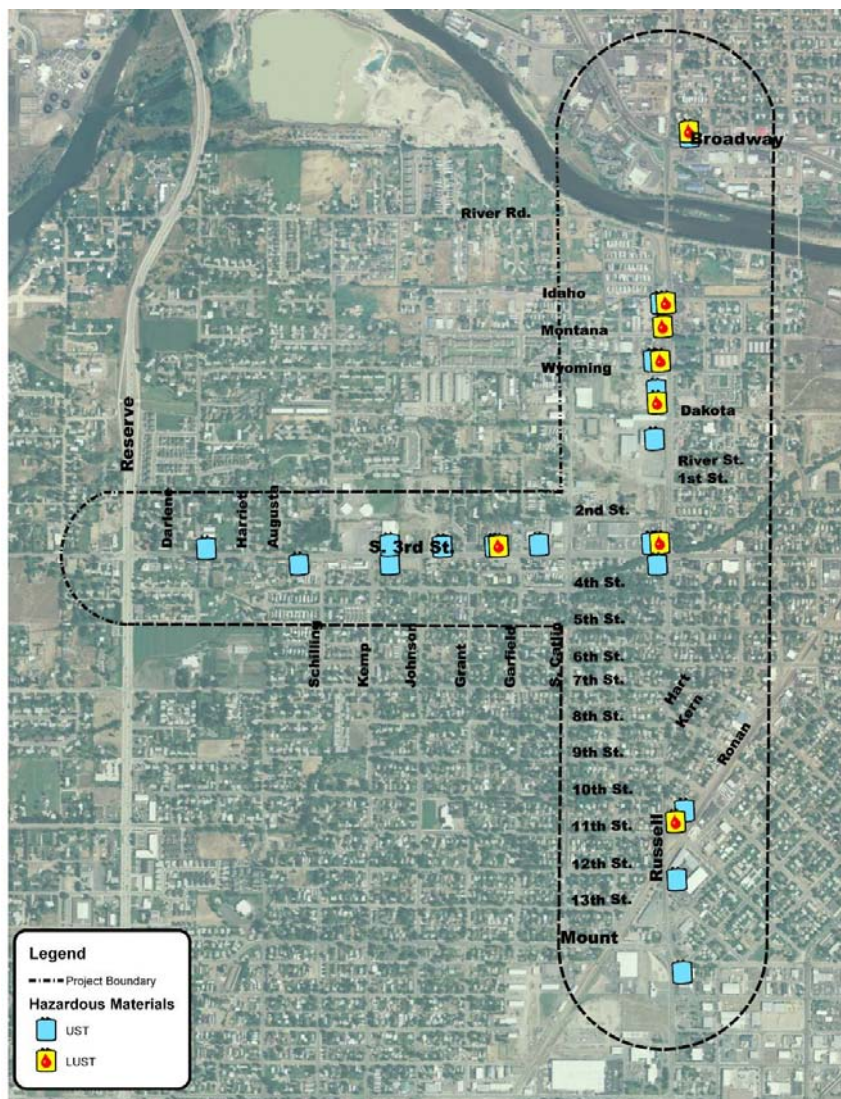 Broadway
River Rd.
Idaho
Montana
Wyoming
Dakota
Reserve
River St.
1st St.
2nd St.
Darlene
Harriet
Augusta
S. 3rd St.
4th St.
5th St.
Schilling
Kemp
Johnson
Grant
Garfield
S. Catlin
6th St.
7th St.
Hart
Kern
8th St.
Ronan
9th St.
10th St.
11th St.
Russell
12th St.
13th St.
Mount
Legend
Project Boundary
Hazardous Materials
UST
LUST